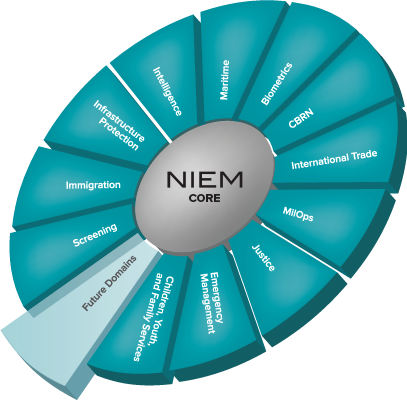 NIEM
CORE
Intelligence
Maritime
Biometrics
CBRN
International Trade
MilOps
Justice
Emergency
Management
Children, Youth,
and Family Services
Future Domains
Screening
Immigration
Infrastructure
Protection